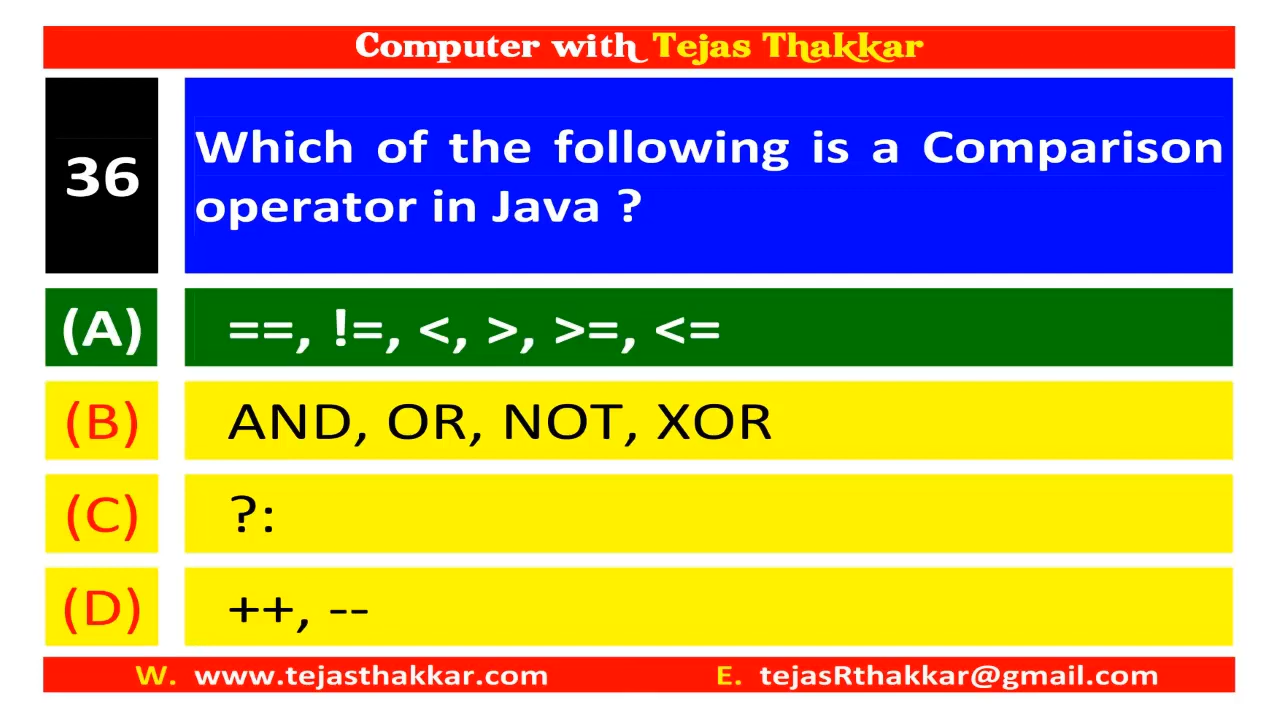 Computer with Tejas Thakkar
36
Which of the following is a Comparison
operator in Java ?
(A) ==, !=, <, >, >=, <=
(B) AND, OR, NOT, XOR
(C) ?:
(D) ++, --
W. www.tejasthakkar.com E. tejasRthakkar@gmail.com